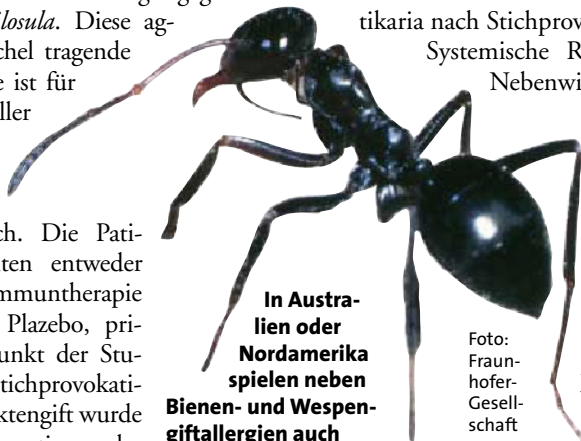 losula. Diese ag-
chel tragende
e ist für
ller
ch. Die Pati-
ten entweder
mmuntherapie
Plazebo, pri-
unkt der Stu-
tichprovokati-
ktengift wurde
tikaria nach Stichprov
Systemische R
Nebenwi
In Austra-
lien oder
Nordamerika
spielen neben
Bienen- und Wespen-
giftallergien auch
Foto:
Fraun-
hofer-
Gesell-
schaft